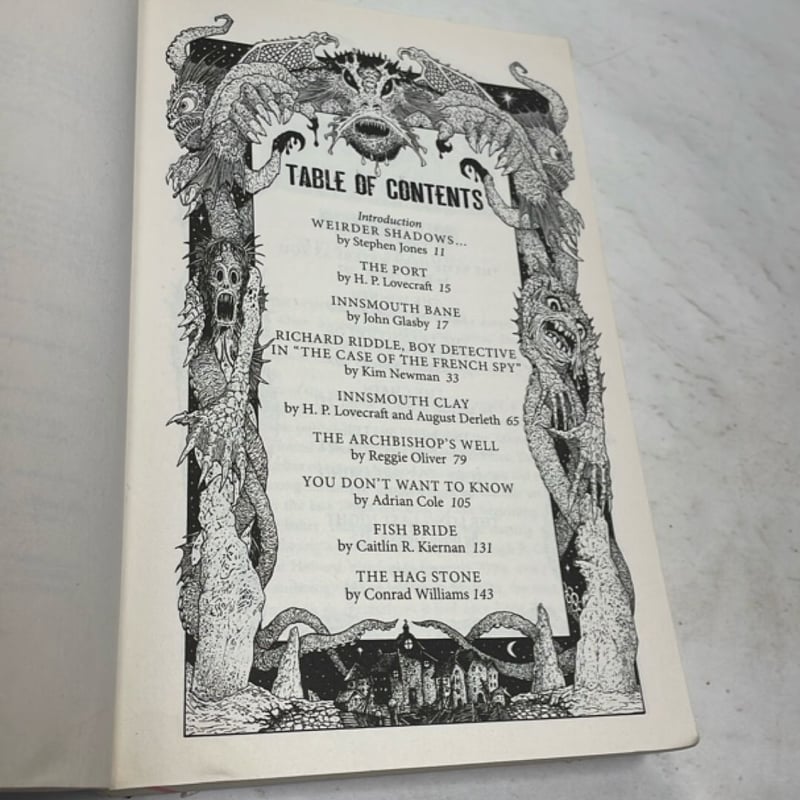 TABLE OF CONTENTS
Introduction
WEIRDER SHADOWS...
by Stephen Jones 11
THE PORT
by H. P. Lovecraft 15
INNSMOUTH BANE
by John Glasby 17
RICHARD RIDDLE, BOY DETECTIVE
IN "THE CASE OF THE FRENCH SPY"
by Kim Newman 33
INNSMOUTH CLAY
by H. P. Lovecraft and August Derleth 65
THE ARCHBISHOP'S WELL
by Reggie Oliver 79
YOU DON'T WANT TO KNOW
by Adrian Cole 105
FISH BRIDE
by Caitlín R. Kiernan 131
THE HAG STONE
by Conrad Williams 143